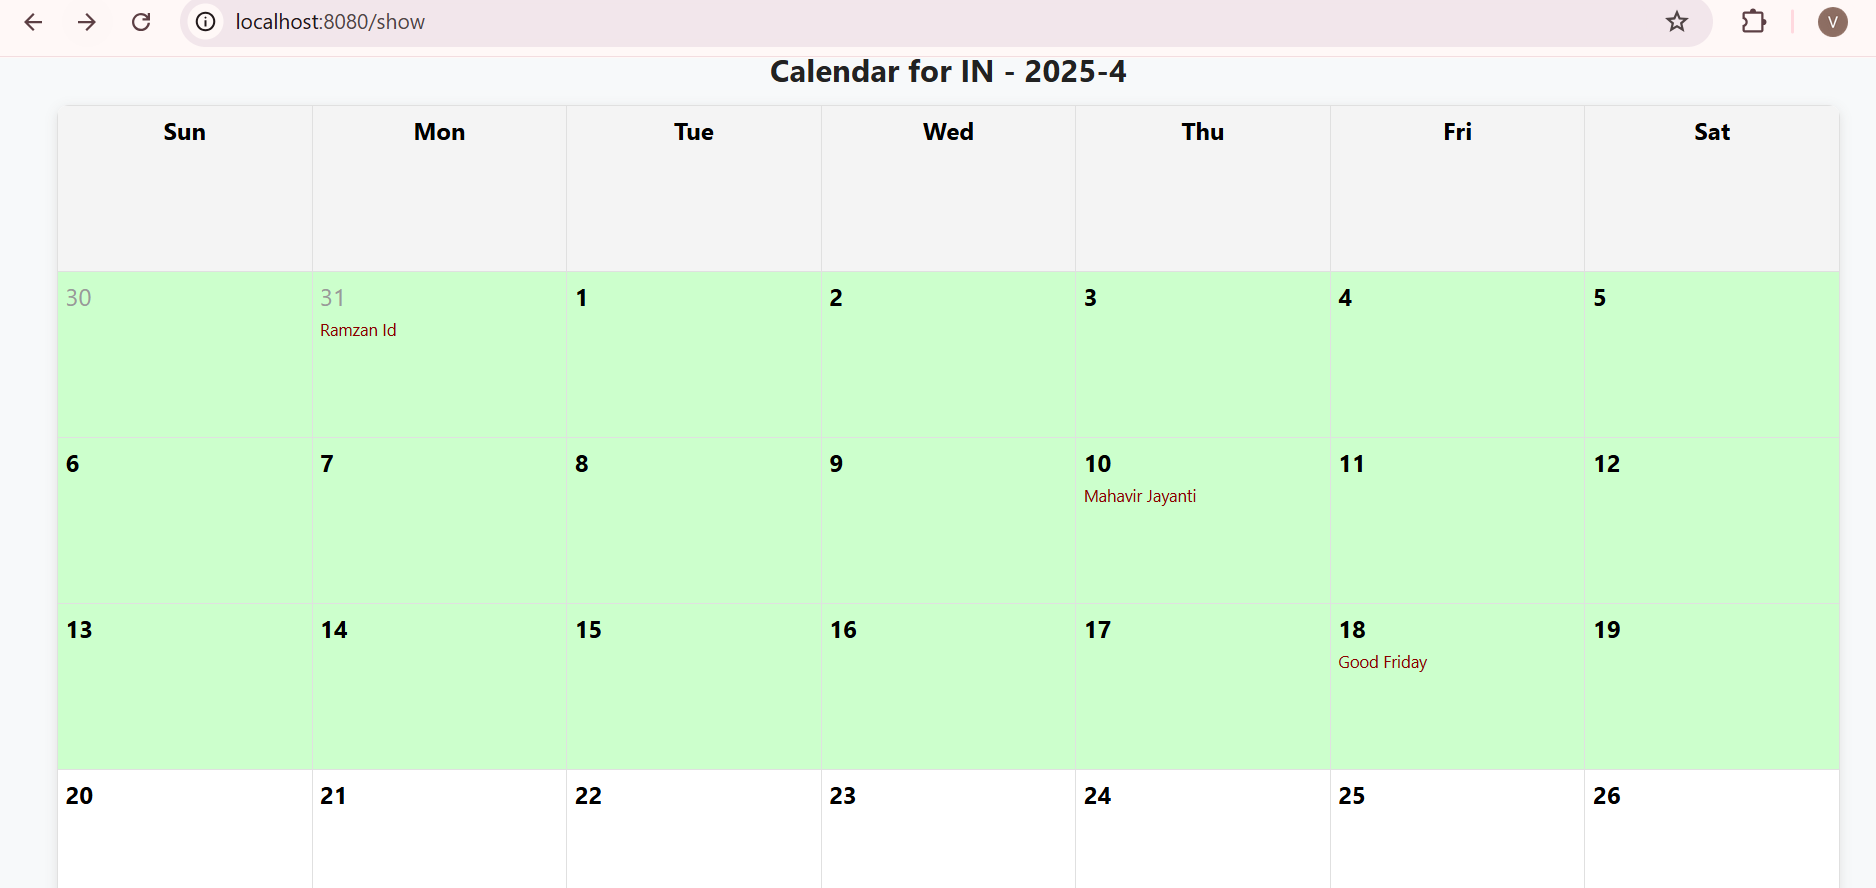 localhost:8080/show
V
Calendar for IN - 2025-4
Sun Mon Tue Wed Thu Fri Sat
30 31 1 2 3 4 5
Ramzan Id
6 7 8 9 10 11 12
Mahavir Jayanti
13 14 15 16 17 18 19
Good Friday
20 21 22 23 24 25 26